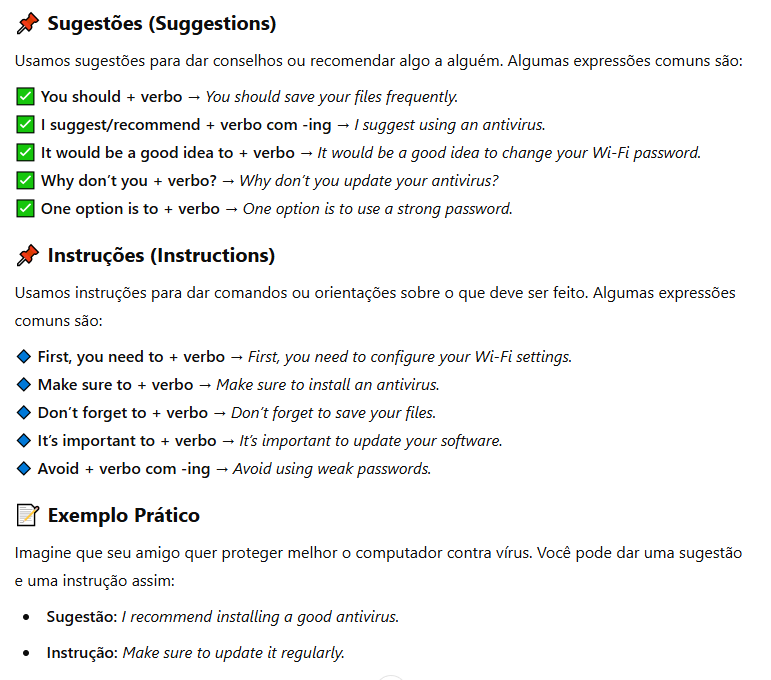 📌 Sugestões (Suggestions)
Usamos sugestões para dar conselhos ou recomendar algo a alguém. Algumas expressões comuns são:
✅ You should + verbo → You should save your files frequently.
✅ I suggest/recommend + verbo com -ing → I suggest using an antivirus.
✅ It would be a good idea to + verbo → It would be a good idea to change your Wi-Fi password.
✅ Why don't you + verbo? → Why don't you update your antivirus?
✅ One option is to + verbo → One option is to use a strong password.
📌 Instruções (Instructions)
Usamos instruções para dar comandos ou orientações sobre o que deve ser feito. Algumas expressões
comuns são:
🔷 First, you need to + verbo → First, you need to configure your Wi-Fi settings.
🔷 Make sure to + verbo → Make sure to install an antivirus.
🔷 Don't forget to + verbo → Don't forget to save your files.
🔷 It's important to + verbo → It's important to update your software.
🔷 Avoid + verbo com -ing → Avoid using weak passwords.
📝 Exemplo Prático
Imagine que seu amigo quer proteger melhor o computador contra vírus. Você pode dar uma sugestão
e uma instrução assim:
• Sugestão: I recommend installing a good antivirus.
• Instrução: Make sure to update it regularly.